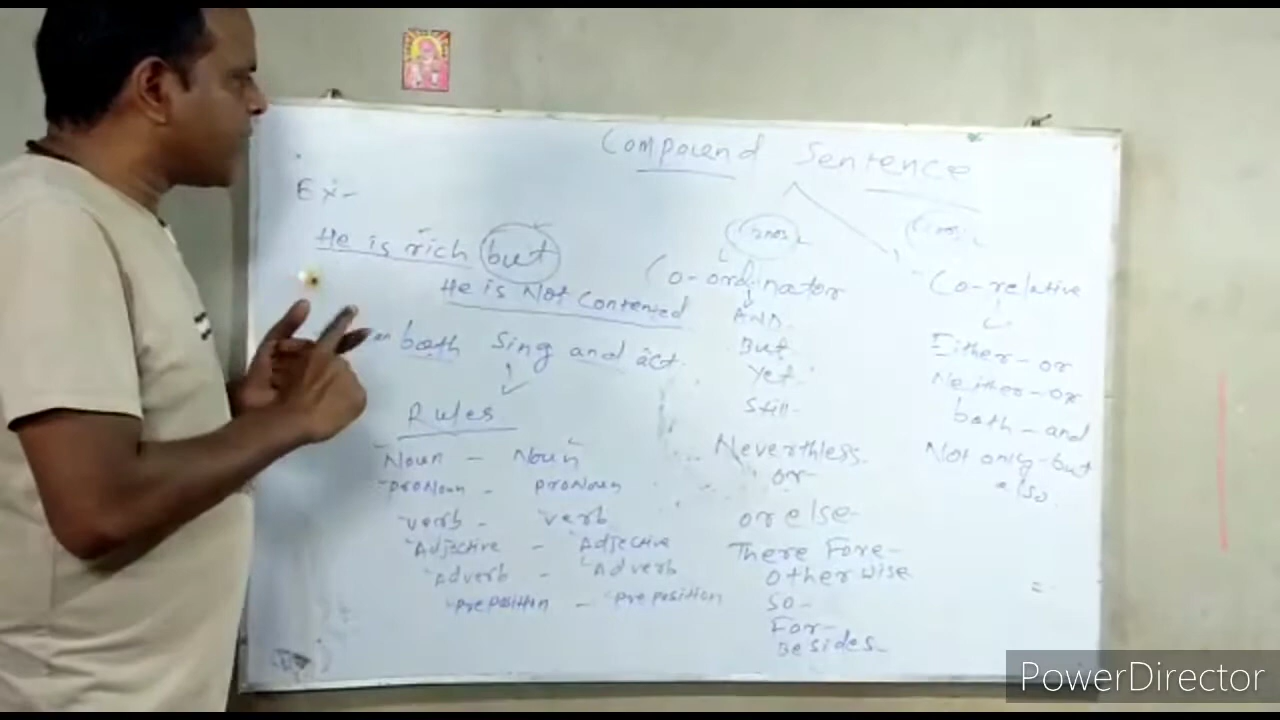 Compound Sentence
Ex-
He is rich but
He is Not Contened
both Sing and act.
Rules
Noun - Noun
ProNoun - ProNoun
verb - verb
Adjective - Adjective
Adverb - Adverb
Preposition - Preposition
Co-ordinator
AND
But
Yet
Still-
Neverthless
or-
or else-
There Fore-
otherwise
So-
For-
Besides-
Co-relative
Either-or
Neither-or
both-and
Not only-but
also
PowerDirector